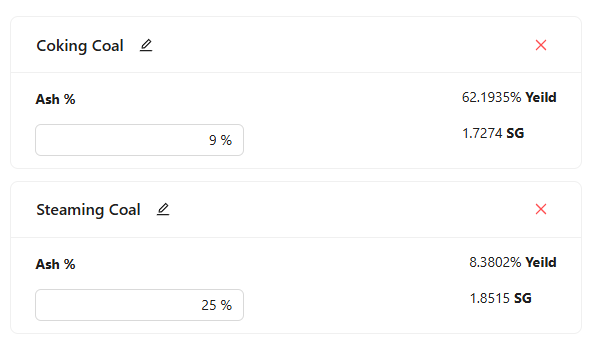 Coking Coal
Ash %
62.1935% Yeild
9 %
1.7274 SG
Steaming Coal
Ash %
8.3802% Yeild
25 %
1.8515 SG